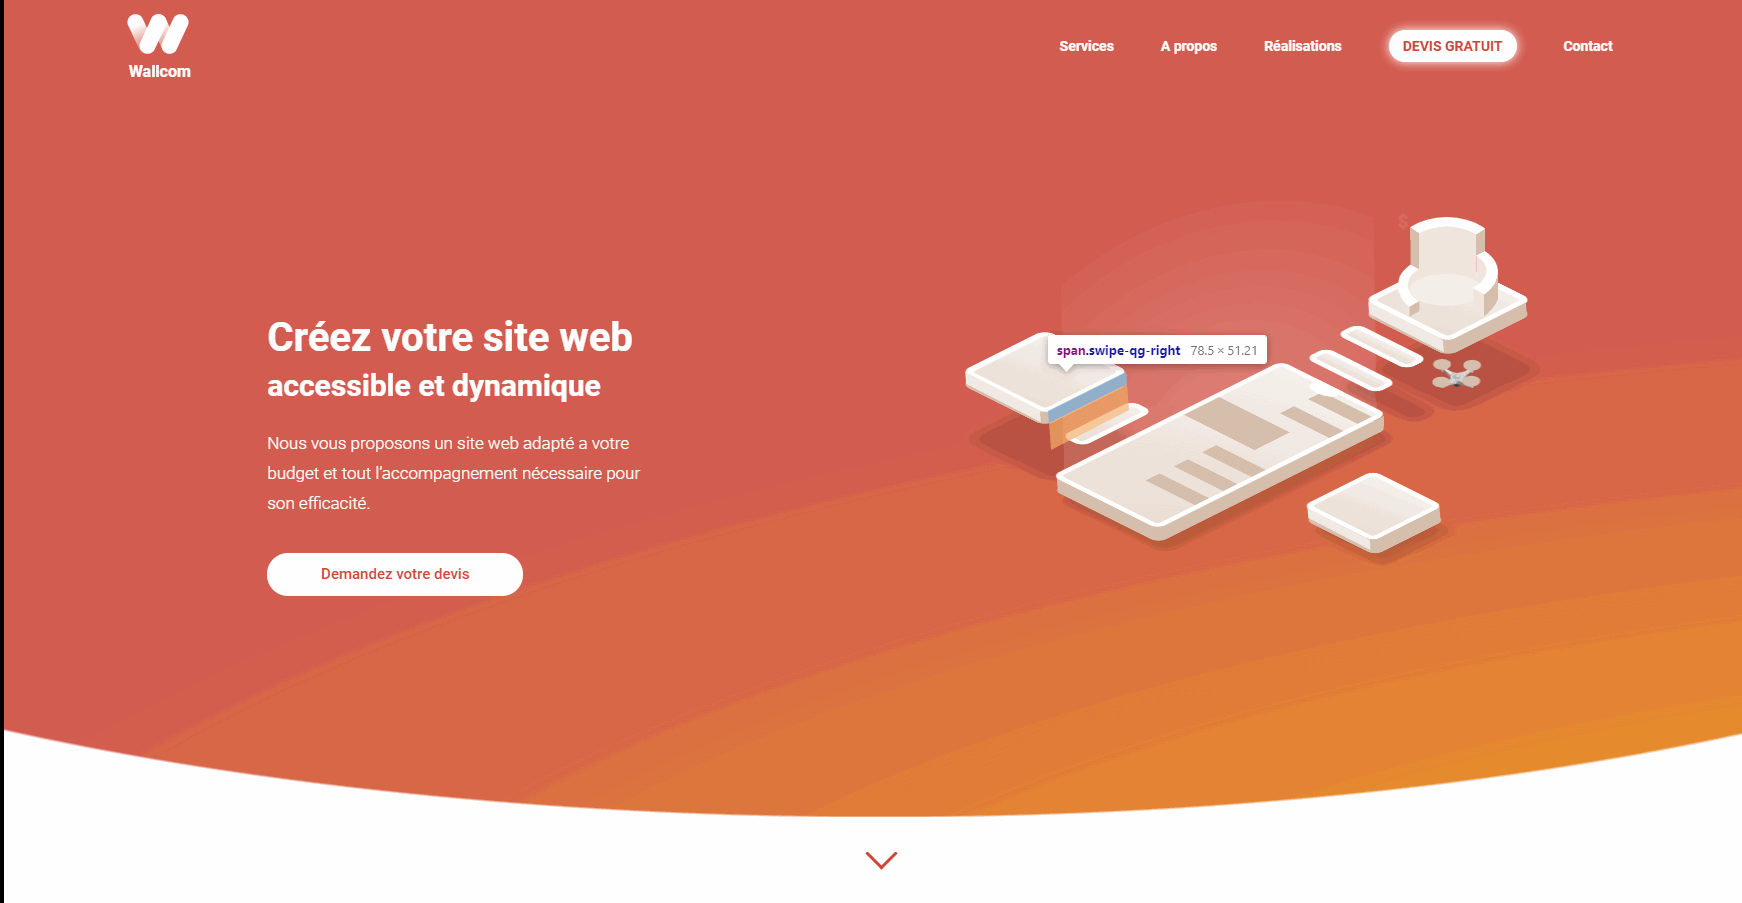 Wallcom
Services
A propos
Réalisations
DEVIS GRATUIT
Contact
$
span.swipe-qg-right 78.5 × 51.21
Créez votre site web
accessible et dynamique
Nous vous proposons un site web adapté a votre
budget et tout l'accompagnement nécessaire pour
son efficacité.
Demandez votre devis